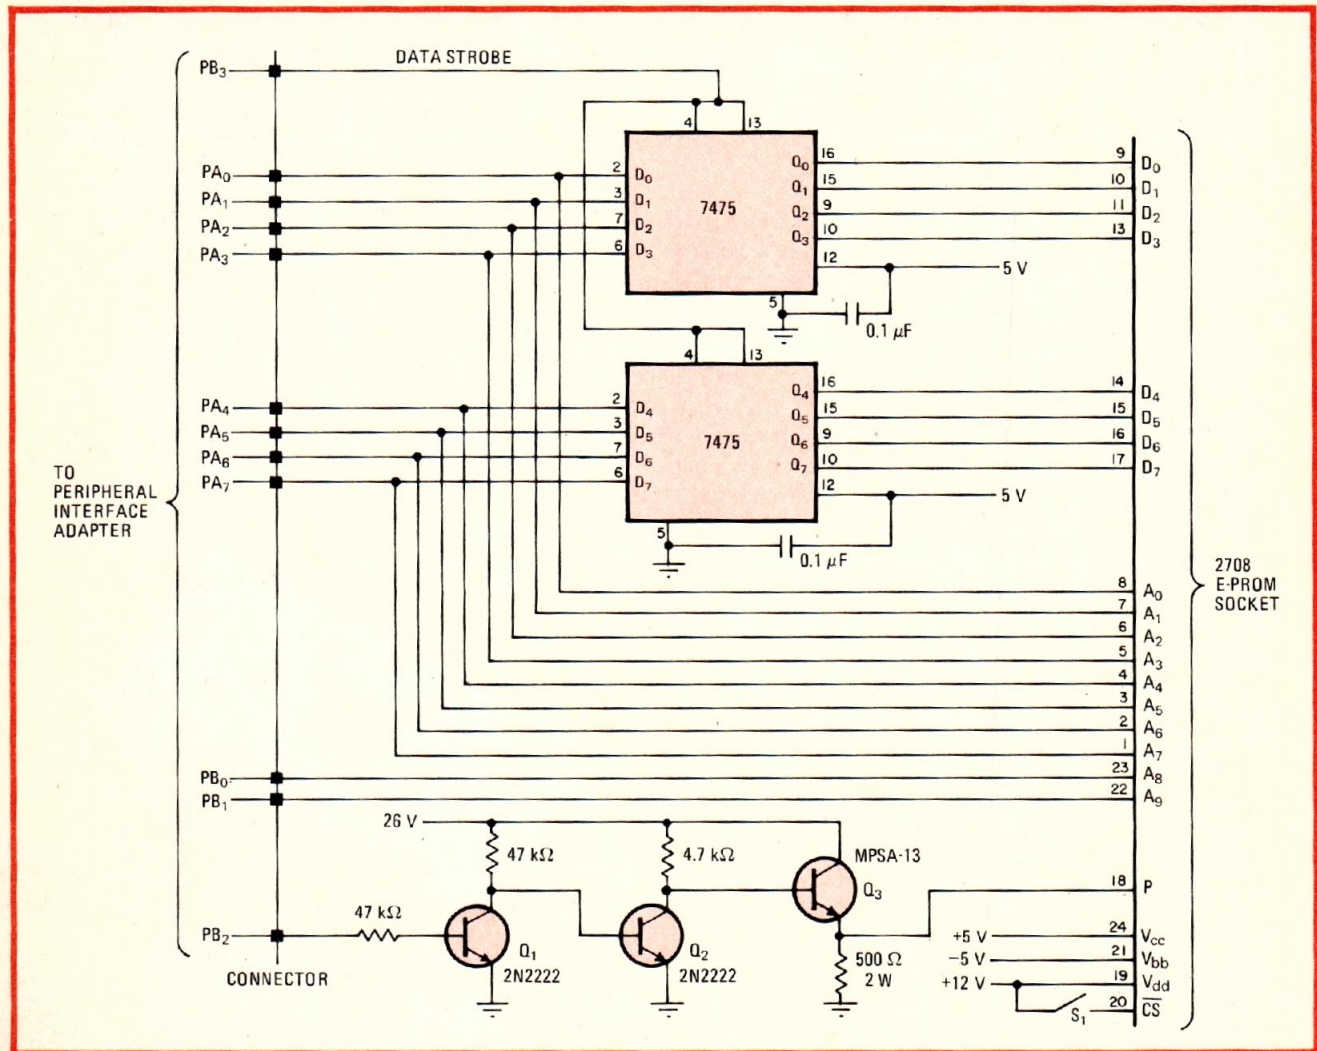 DATA STROBE
PB₃
4
13
PA₀
2
D₀
Q₀
16
9
D₀
PA₁
3
D₁
7475
Q₁
15
10
D₁
PA₂
7
D₂
Q₂
9
11
D₂
PA₃
6
D₃
Q₃
10
13
D₃
12
5 V
5
0.1 μF
4
13
PA₄
2
D₄
Q₄
16
14
D₄
PA₅
3
D₅
7475
Q₅
15
15
D₅
PA₆
7
D₆
Q₆
9
16
D₆
PA₇
6
D₇
Q₇
10
17
D₇
12
5 V
5
0.1 μF
TO
PERIPHERAL
INTERFACE
ADAPTER
2708
E-PROM
SOCKET
8
A₀
7
A₁
6
A₂
5
A₃
4
A₄
3
A₅
2
A₆
1
A₇
PB₀
23
A₈
PB₁
22
A₉
26 V
47 kΩ
4.7 kΩ
MPSA-13
Q₃
18
P
PB₂
47 kΩ
Q₁
2N2222
Q₂
2N2222
500 Ω
2 W
+5 V
24
Vcc
−5 V
21
Vbb
+12 V
19
Vdd
S₁
20
C̅S̅
CONNECTOR